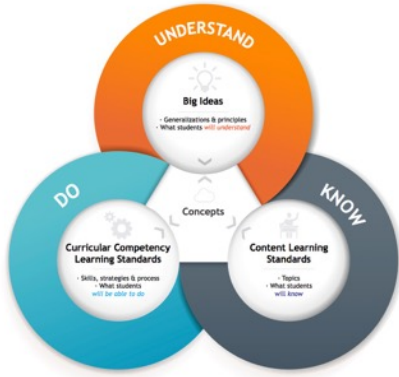 UNDERSTAND
Big Ideas
- Generalizations & principles
- What students will understand
DO
KNOW
Concepts
Curricular Competency
Learning Standards
- Skills, strategies & process
- What students
will be able to do
Content Learning
Standards
- Topics
- What students
will know